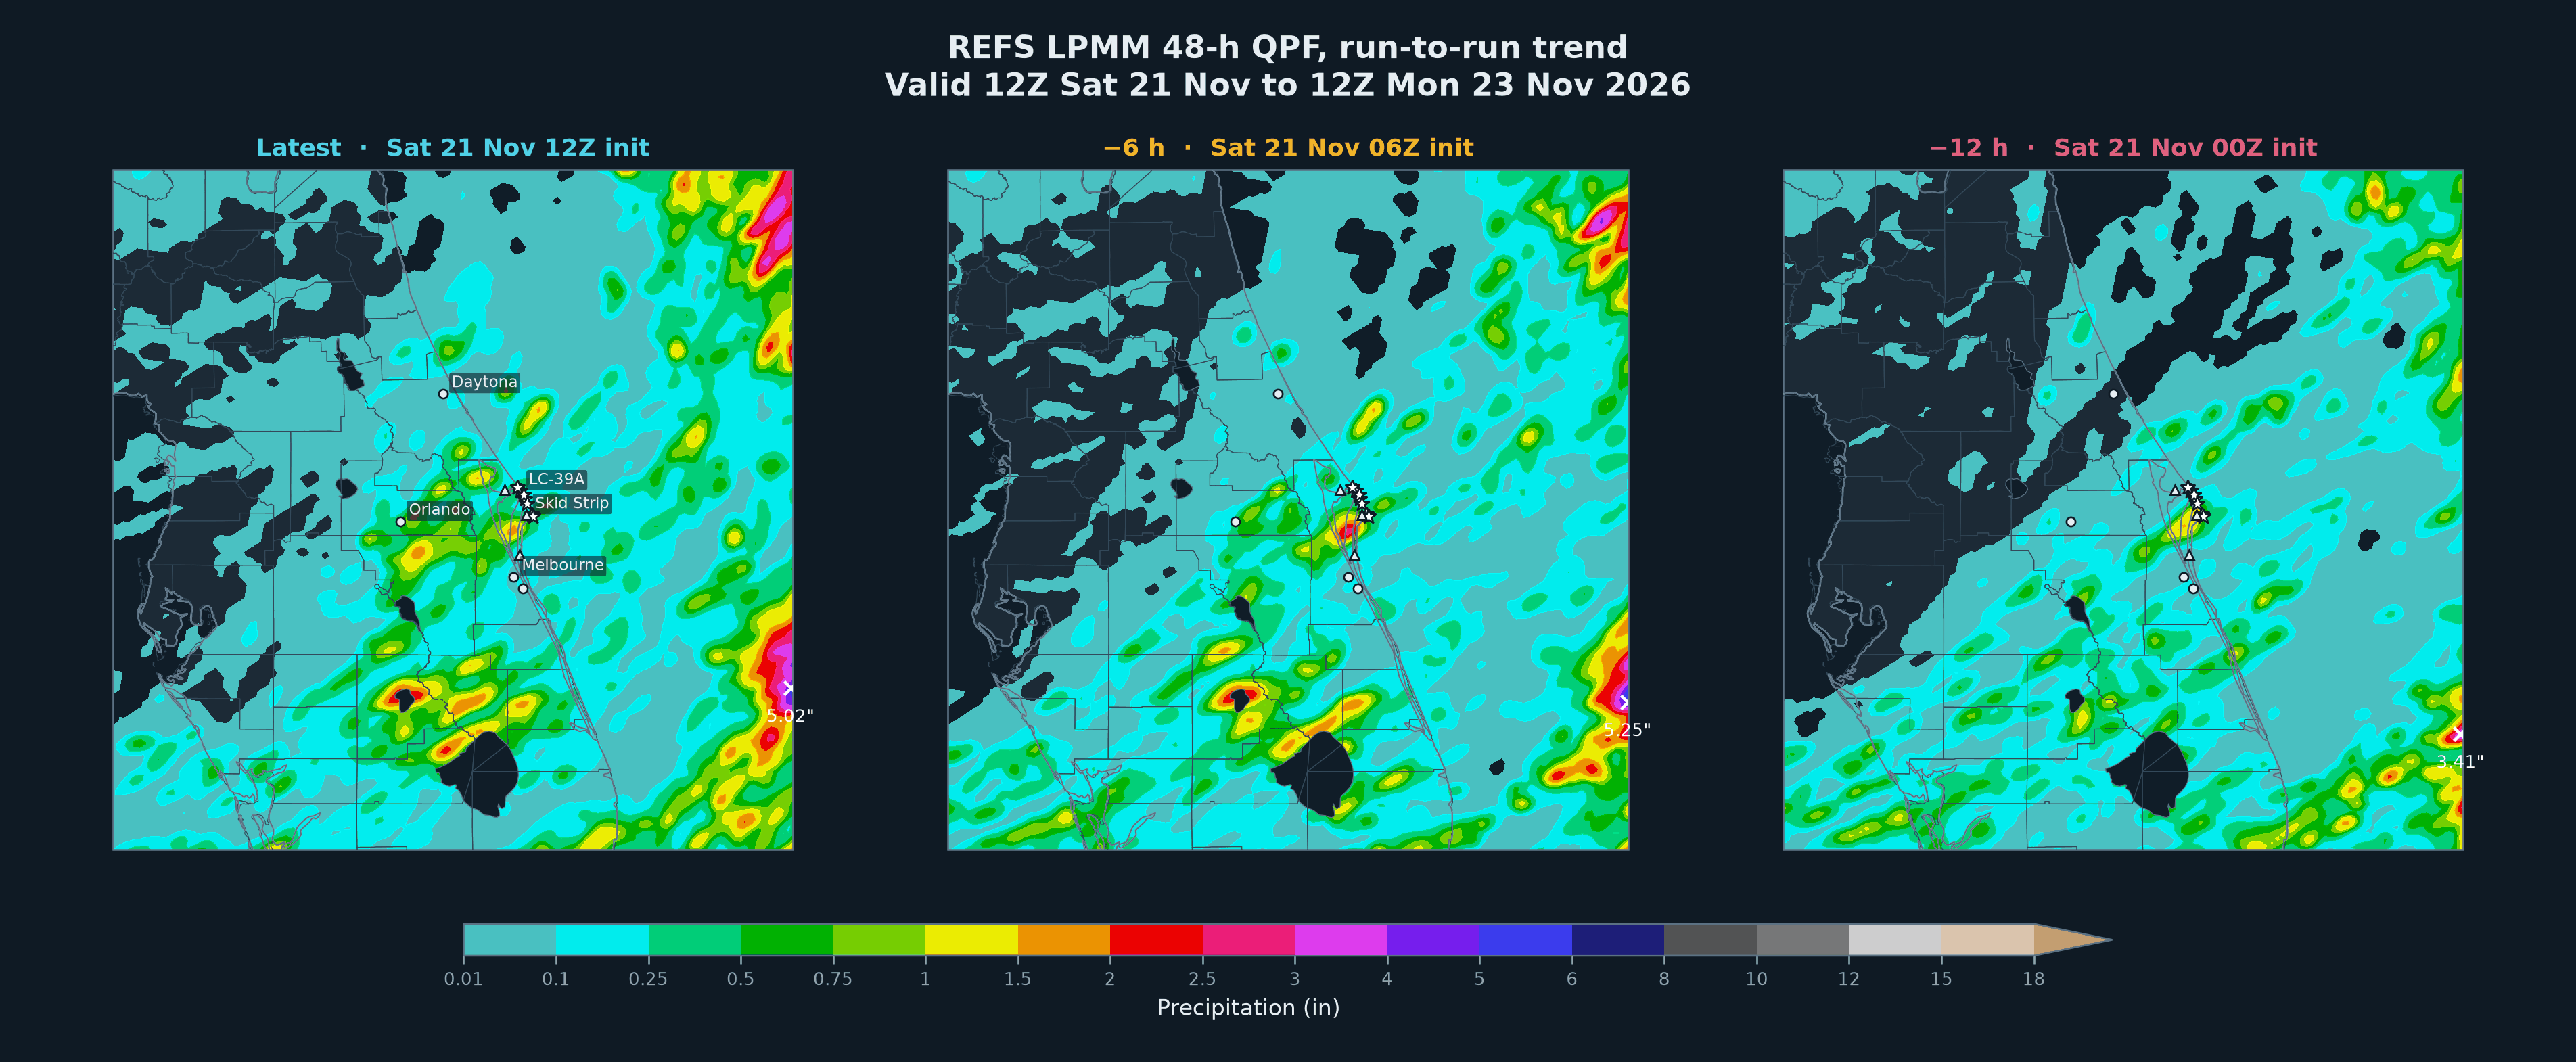 REFS LPMM 48-h QPF, run-to-run trend
Valid 12Z Sat 21 Nov to 12Z Mon 23 Nov 2026
Latest · Sat 21 Nov 12Z init
−6 h · Sat 21 Nov 06Z init
−12 h · Sat 21 Nov 00Z init
Daytona
LC-39A
Skid Strip
Orlando
Melbourne
5.02"
5.25"
3.41"
0.01 0.1 0.25 0.5 0.75 1 1.5 2 2.5 3 4 5 6 8 10 12 15 18
Precipitation (in)